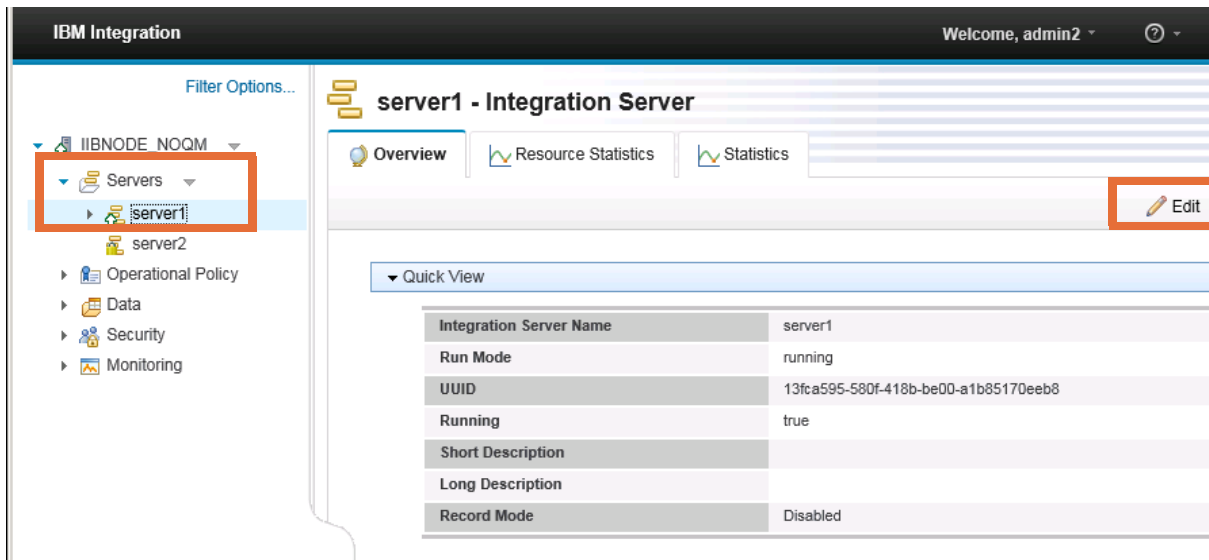 IBM Integration
Welcome, admin2
Filter Options...
IIBNODE_NOQM
Servers
server1
server2
Operational Policy
Data
Security
Monitoring
server1 - Integration Server
Overview
Resource Statistics
Statistics
Edit
Quick View
Integration Server Name server1
Run Mode running
UUID 13fca595-580f-418b-be00-a1b85170eeb8
Running true
Short Description
Long Description
Record Mode Disabled